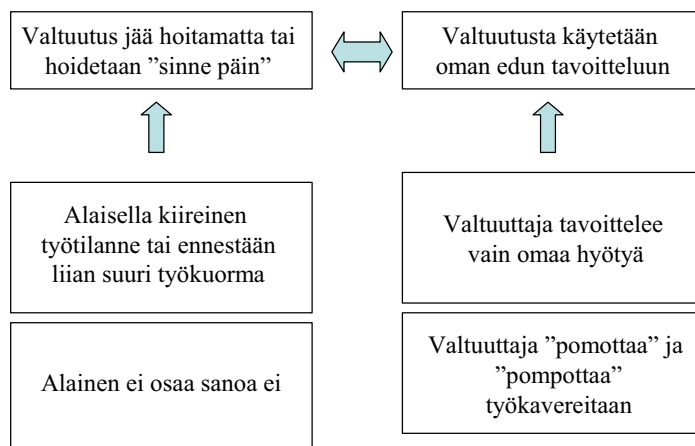 Valtuutus jää hoitamatta tai
hoidetaan ”sinne päin”
Valtuutusta käytetään
oman edun tavoitteluun
Alaisella kiireinen
työtilanne tai ennestään
liian suuri työkuorma
Valtuuttaja tavoittelee
vain omaa hyötyä
Alainen ei osaa sanoa ei
Valtuuttaja ”pomottaa” ja
”pompottaa”
työkavereitaan